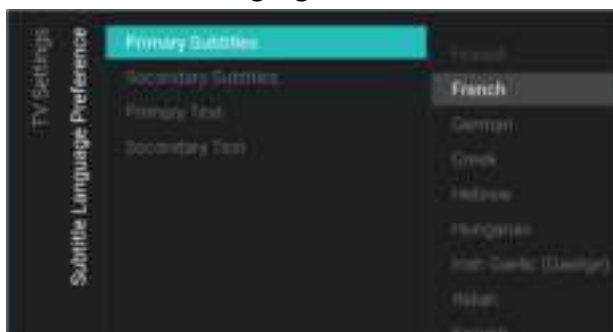 TV Settings
Subtitle Language Preference
Primary Subtitles
Secondary Subtitles
Primary Text
Secondary Text
French
German
Greek
Hebrew
Hungarian
Irish Gaelic (Gaeilge)
Italian